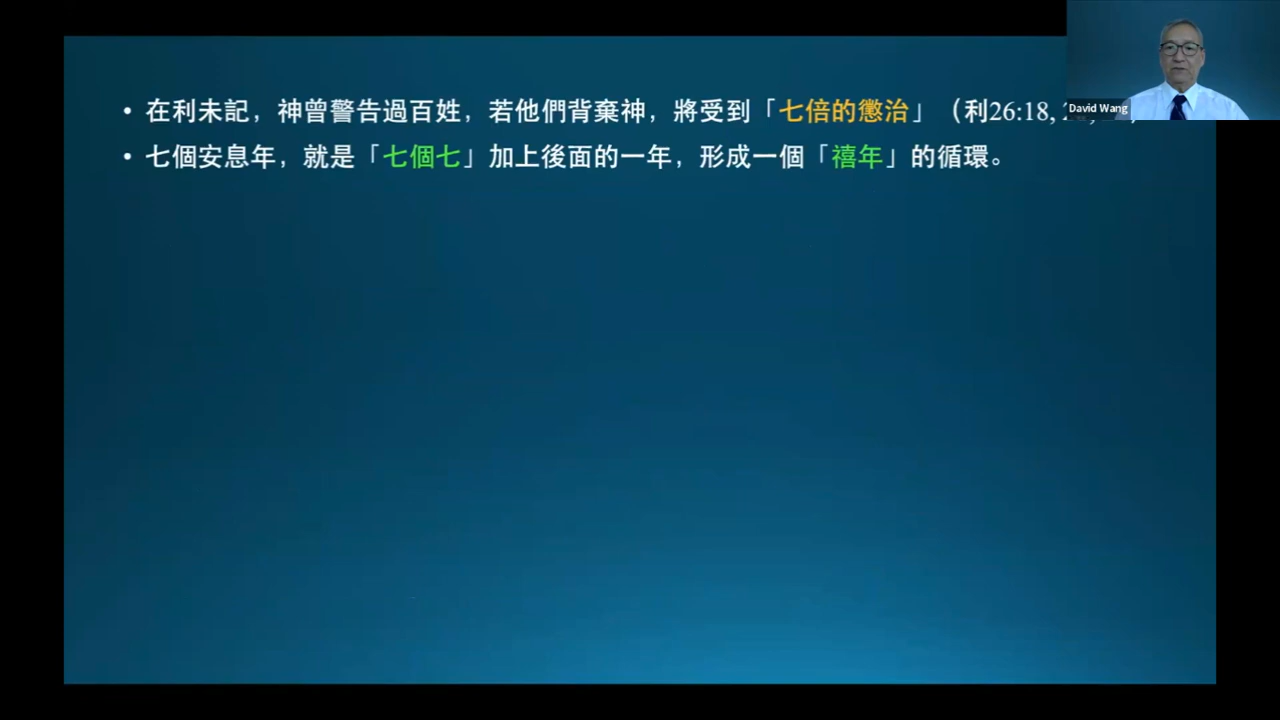 • 在利未記，神曾警告過百姓，若他們背棄神，將受到「七倍的懲治」（利26:18,
• 七個安息年，就是「七個七」加上後面的一年，形成一個「禧年」的循環。
David Wang